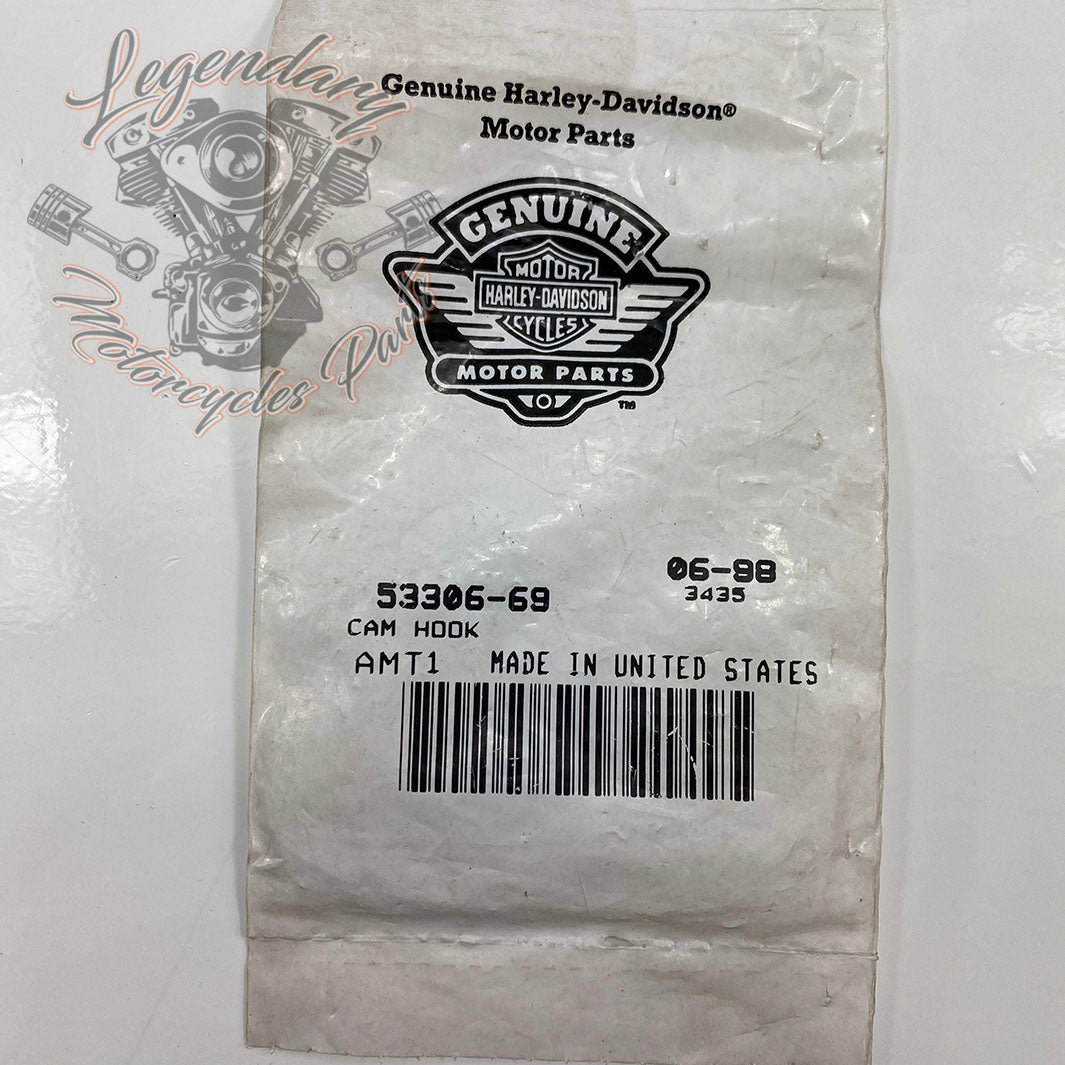 Legendary
Motorcycles Parts
Genuine Harley-Davidson®
Motor Parts
GENUINE
MOTOR
HARLEY-DAVIDSON
CYCLES
MOTOR PARTS
TM
06-98
53306-69
3435
CAM HOOK
AMT1 MADE IN UNITED STATES